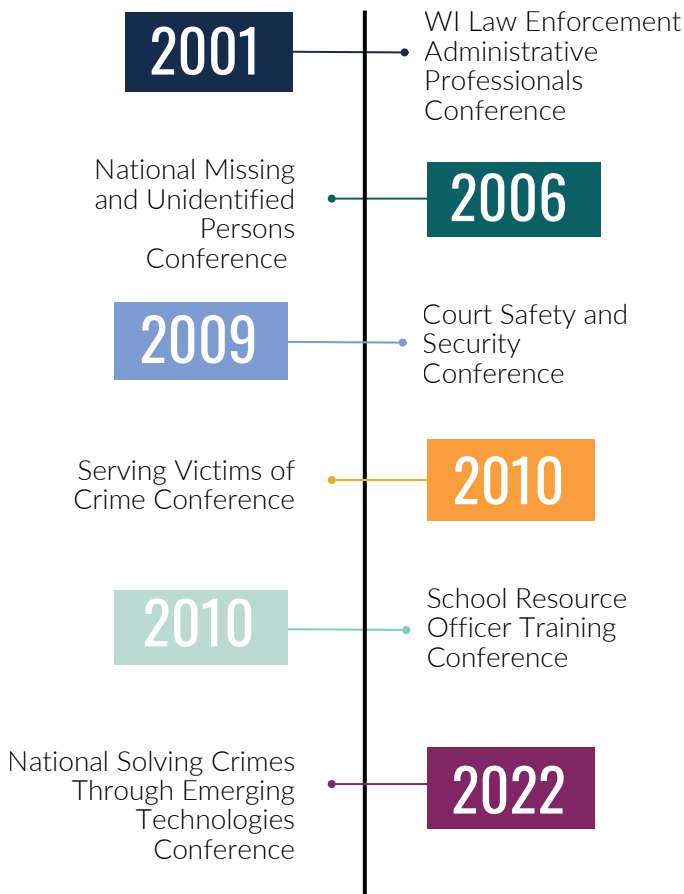 2001
WI Law Enforcement
Administrative
Professionals
Conference
National Missing
and Unidentified
Persons
Conference
2006
2009
Court Safety and
Security
Conference
Serving Victims of
Crime Conference
2010
2010
School Resource
Officer Training
Conference
National Solving Crimes
Through Emerging
Technologies
Conference
2022